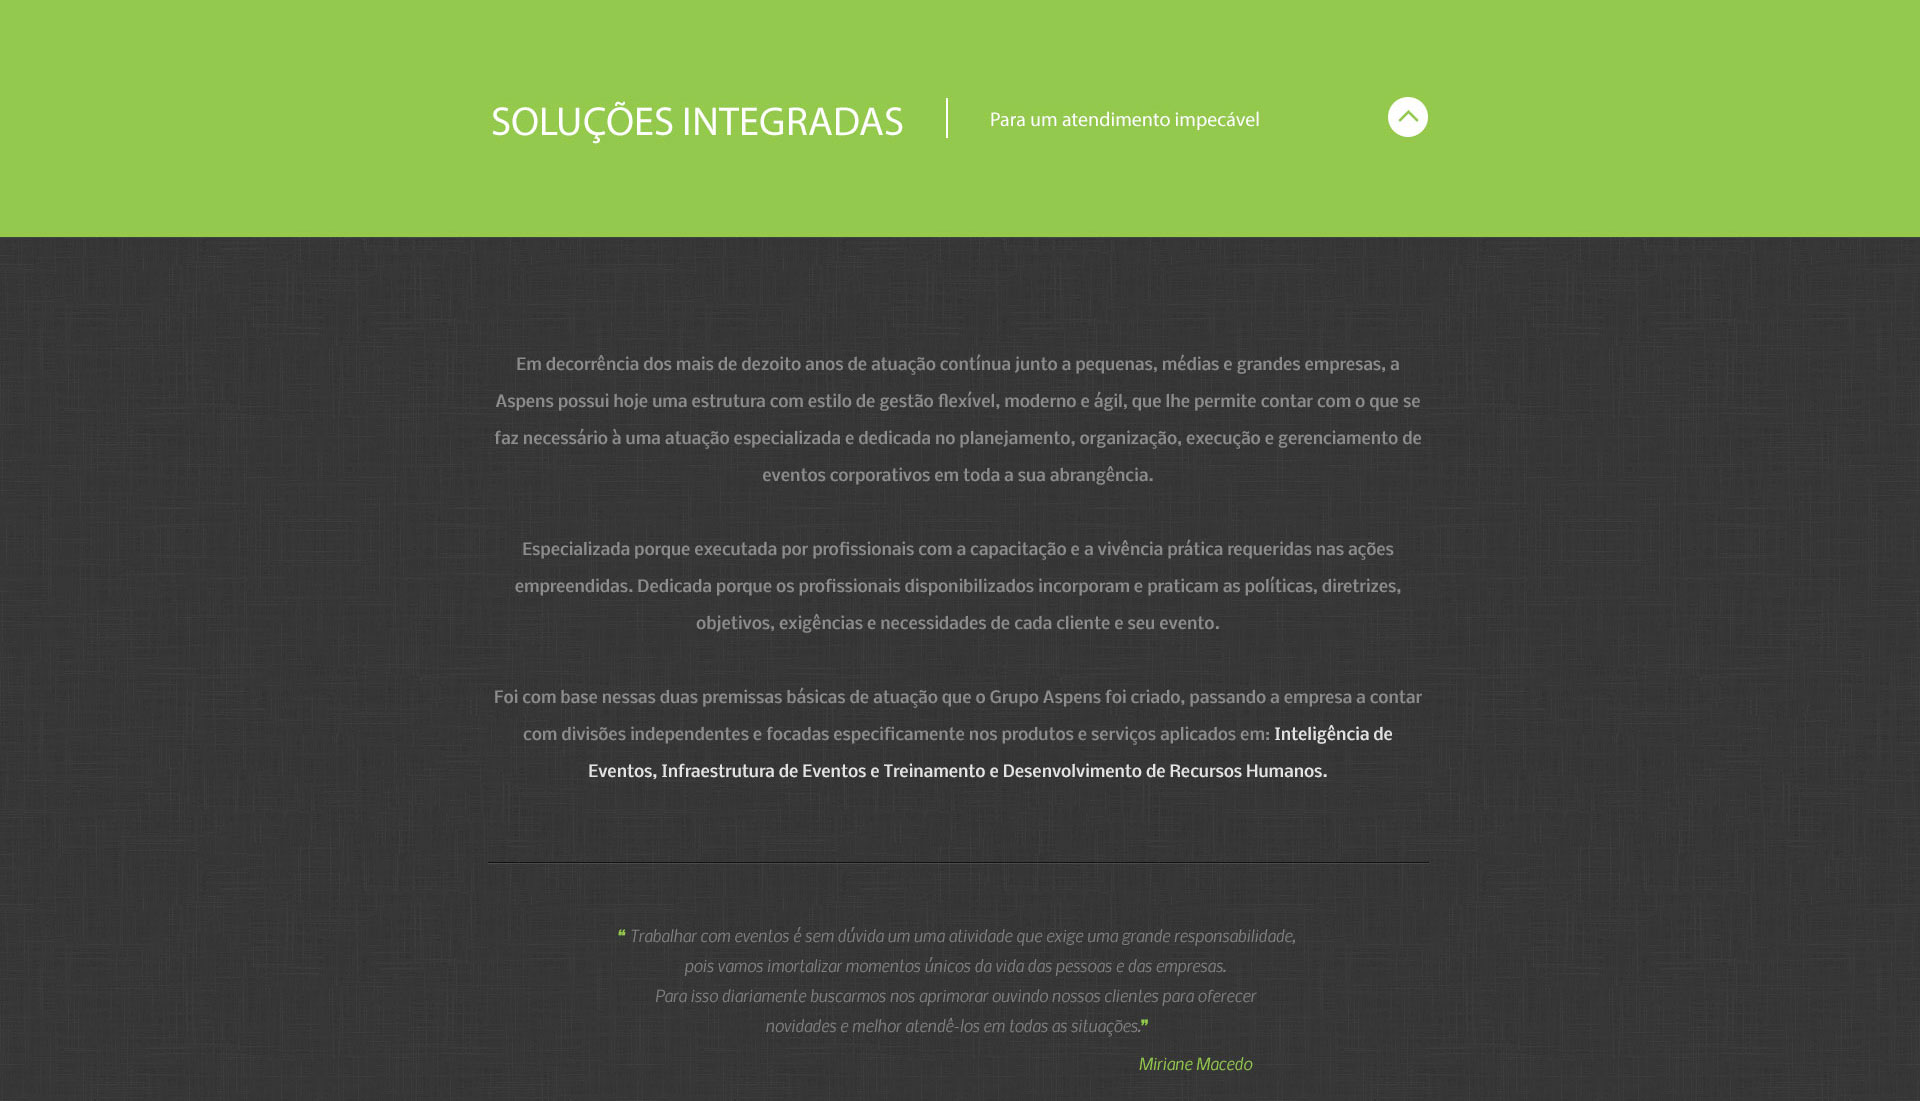 SOLUÇÕES INTEGRADAS
Para um atendimento impecável
Em decorrência dos mais de dezoito anos de atuação contínua junto a pequenas, médias e grandes empresas, a
Aspens possui hoje uma estrutura com estilo de gestão flexível, moderno e ágil, que lhe permite contar com o que se
faz necessário à uma atuação especializada e dedicada no planejamento, organização, execução e gerenciamento de
eventos corporativos em toda a sua abrangência.
Especializada porque executada por profissionais com a capacitação e a vivência prática requeridas nas ações
empreendidas. Dedicada porque os profissionais disponibilizados incorporam e praticam as políticas, diretrizes,
objetivos, exigências e necessidades de cada cliente e seu evento.
Foi com base nessas duas premissas básicas de atuação que o Grupo Aspens foi criado, passando a empresa a contar
com divisões independentes e focadas especificamente nos produtos e serviços aplicados em: Inteligência de
Eventos, Infraestrutura de Eventos e Treinamento e Desenvolvimento de Recursos Humanos.
❝ Trabalhar com eventos é sem dúvida um uma atividade que exige uma grande responsabilidade,
pois vamos imortalizar momentos únicos da vida das pessoas e das empresas.
Para isso diariamente buscarmos nos aprimorar ouvindo nossos clientes para oferecer
novidades e melhor atendê-los em todas as situações.❞
Miriane Macedo